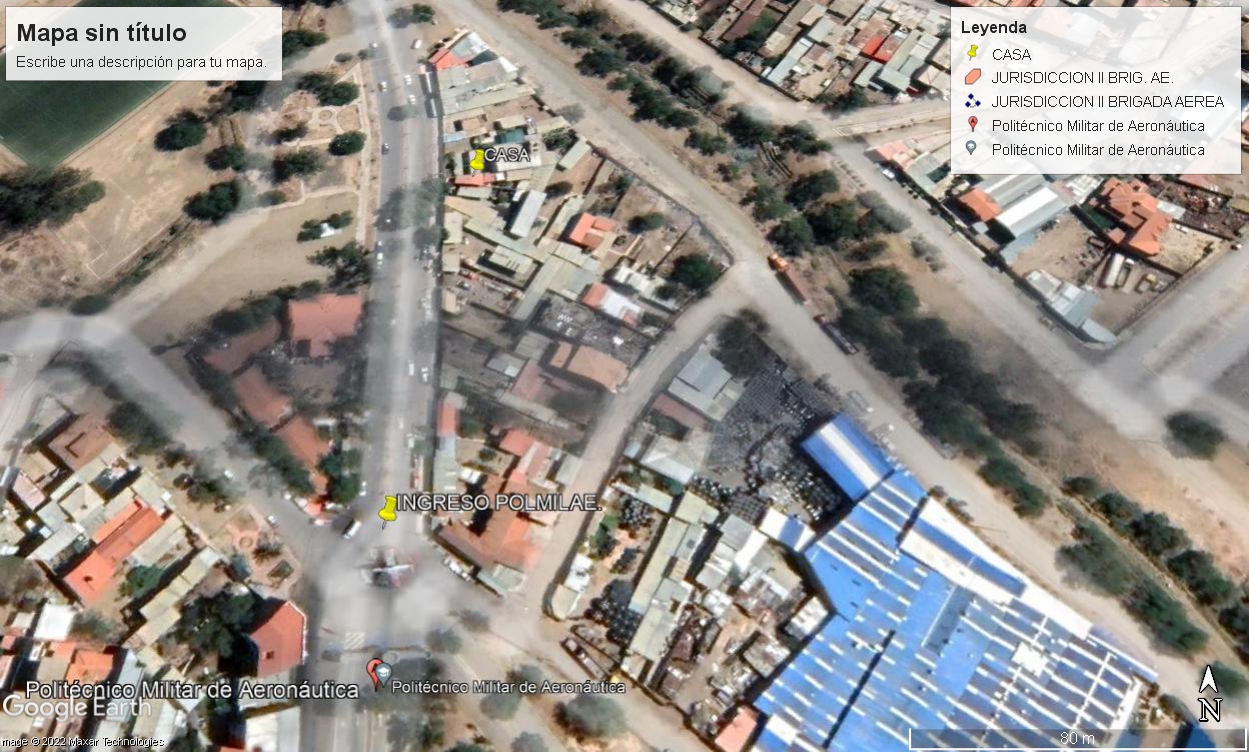 Mapa sin título
Escribe una descripción para tu mapa.
Leyenda
CASA
JURISDICCION II BRIG. AE.
JURISDICCION II BRIGADA AEREA
Politécnico Militar de Aeronáutica
Politécnico Militar de Aeronáutica
CASA
INGRESO POLMILAE.
Politécnico Militar de Aeronáutica
Politécnico Militar de Aeronáutica
Google Earth
Image © 2022 Maxar Technologies
N
80 m